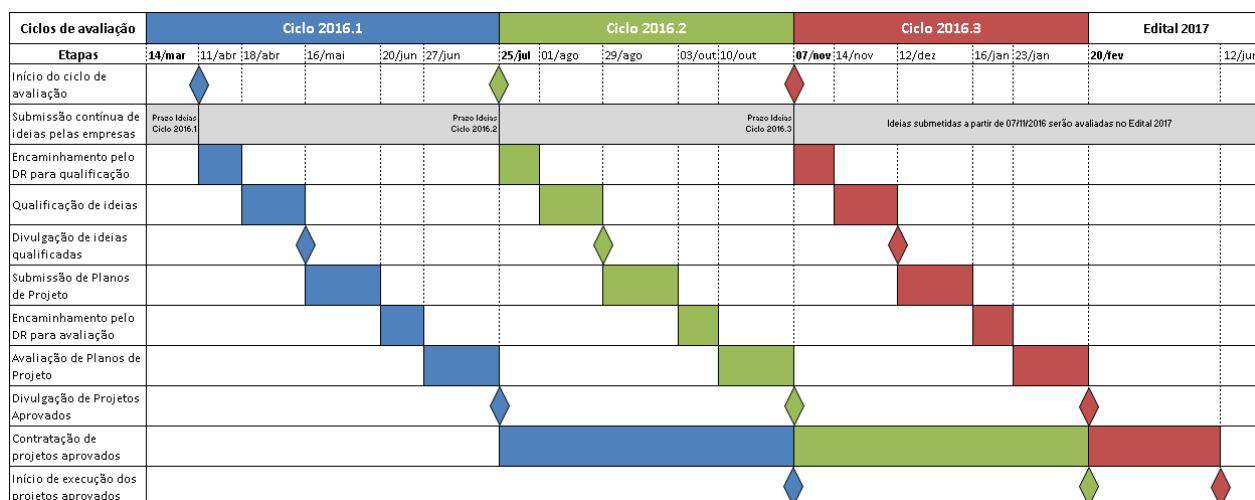 Ciclos de avaliação Ciclo 2016.1 Ciclo 2016.2 Ciclo 2016.3 Edital 2017
Etapas 14/mar 11/abr 18/abr 16/mai 20/jun 27/jun 25/jul 01/ago 29/ago 03/out 10/out 07/nov 14/nov 12/dez 16/jan 23/jan 20/fev 12/jun
Início do ciclo de
avaliação
Submissão contínua de
ideias pelas empresas
Prazo Ideias
Ciclo 2016.1
Prazo Ideias
Ciclo 2016.2
Prazo Ideias
Ciclo 2016.3
Ideias submetidas a partir de 07/11/2016 serão avaliadas no Edital 2017
Encaminhamento pelo
DR para qualificação
Qualificação de ideias
Divulgação de ideias
qualificadas
Submissão de Planos
de Projeto
Encaminhamento pelo
DR para avaliação
Avaliação de Planos de
Projeto
Divulgação de Projetos
Aprovados
Contratação de
projetos aprovados
Início de execução dos
projetos aprovados